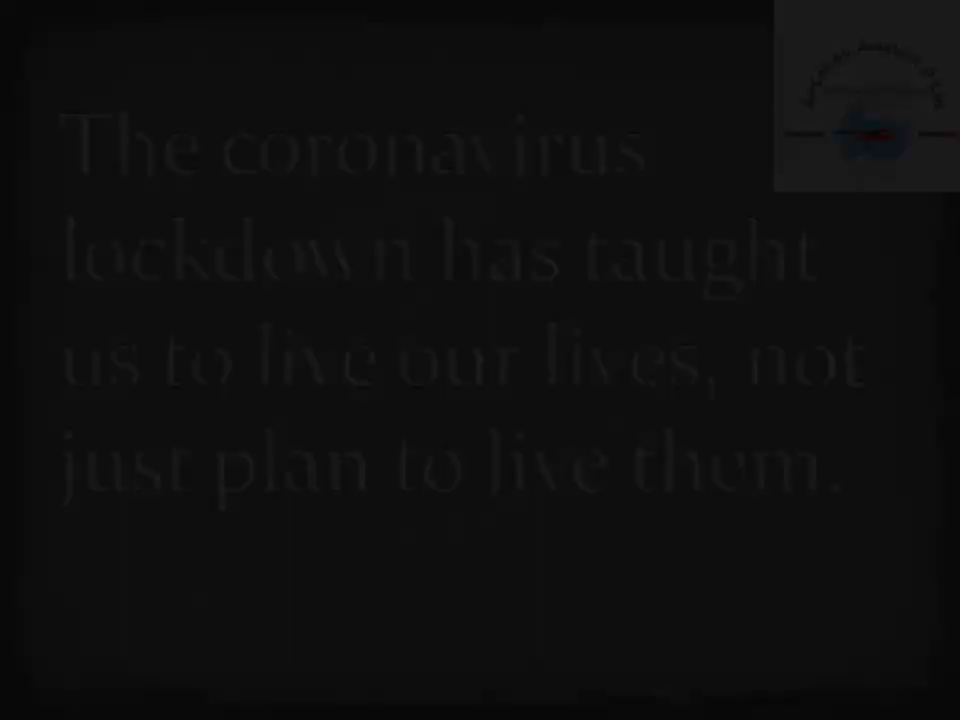 The coronavirus
lockdown has taught
us to live our lives, not
just plan to live them.